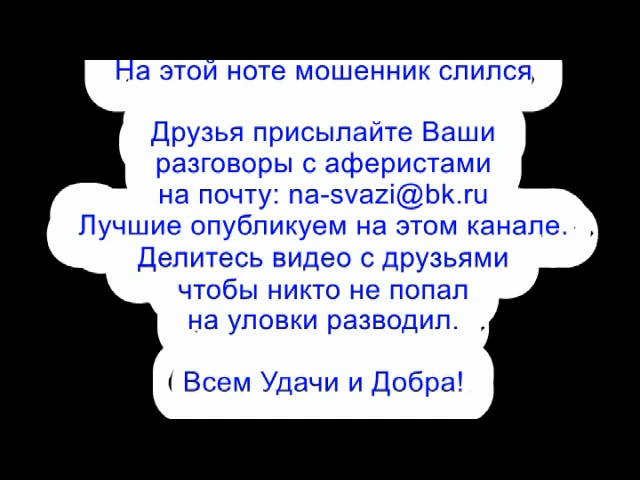 На этой ноте мошенник слился
Друзья присылайте Ваши
разговоры с аферистами
на почту: na-svazi@bk.ru
Лучшие опубликуем на этом канале.
Делитесь видео с друзьями
чтобы никто не попал
на уловки разводил.
Всем Удачи и Добра!